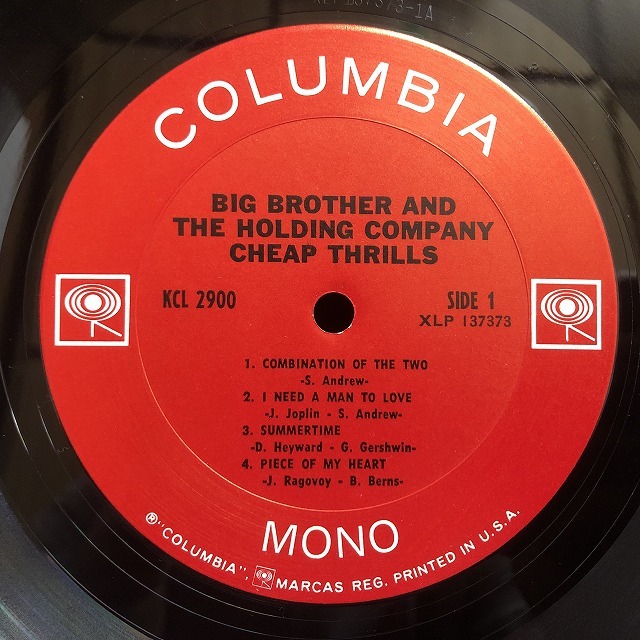 COLUMBIA
BIG BROTHER AND
THE HOLDING COMPANY
CHEAP THRILLS
KCL 2900
SIDE 1
XLP 137373
1. COMBINATION OF THE TWO
-S. Andrew-
2. I NEED A MAN TO LOVE
-J. Joplin - S. Andrew-
3. SUMMERTIME
-D. Heyward - G. Gershwin-
4. PIECE OF MY HEART
-J. Ragovoy - B. Berns-
MONO
®"COLUMBIA", MARCAS REG. PRINTED IN U.S.A.